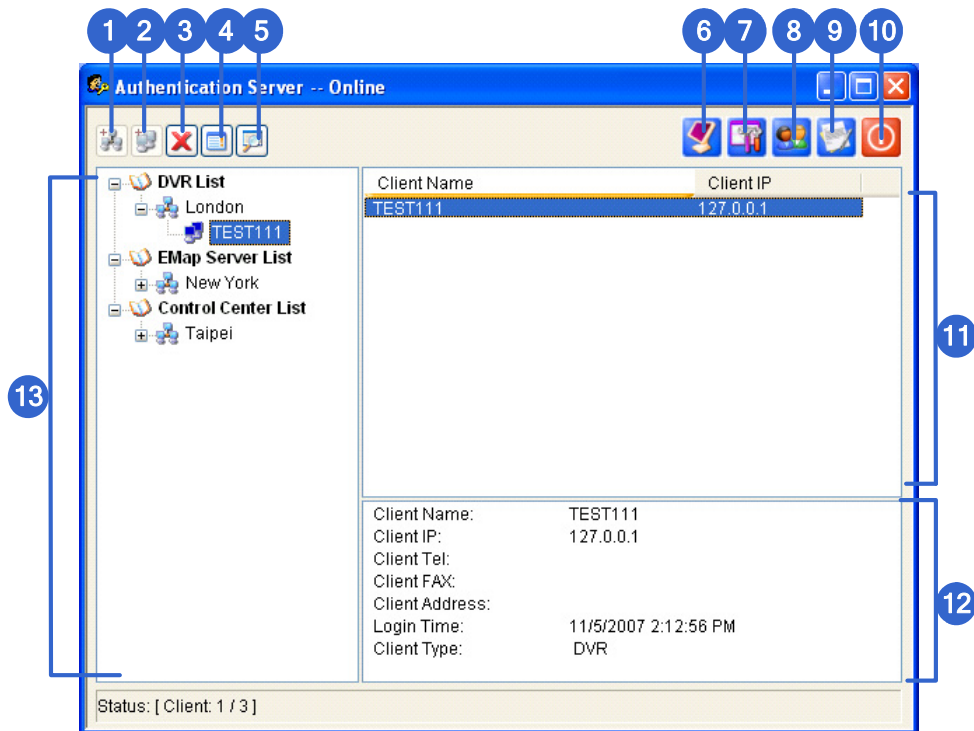 1 2 3 4 5 6 7 8 9 10
Authentication Server -- Online
DVR List
London
TEST111
EMap Server List
New York
Control Center List
Taipei
13
Client Name Client IP
TEST111 127.0.0.1
11
Client Name: TEST111
Client IP: 127.0.0.1
Client Tel:
Client FAX:
Client Address:
Login Time: 11/5/2007 2:12:56 PM
Client Type: DVR
12
Status: [ Client: 1 / 3 ]